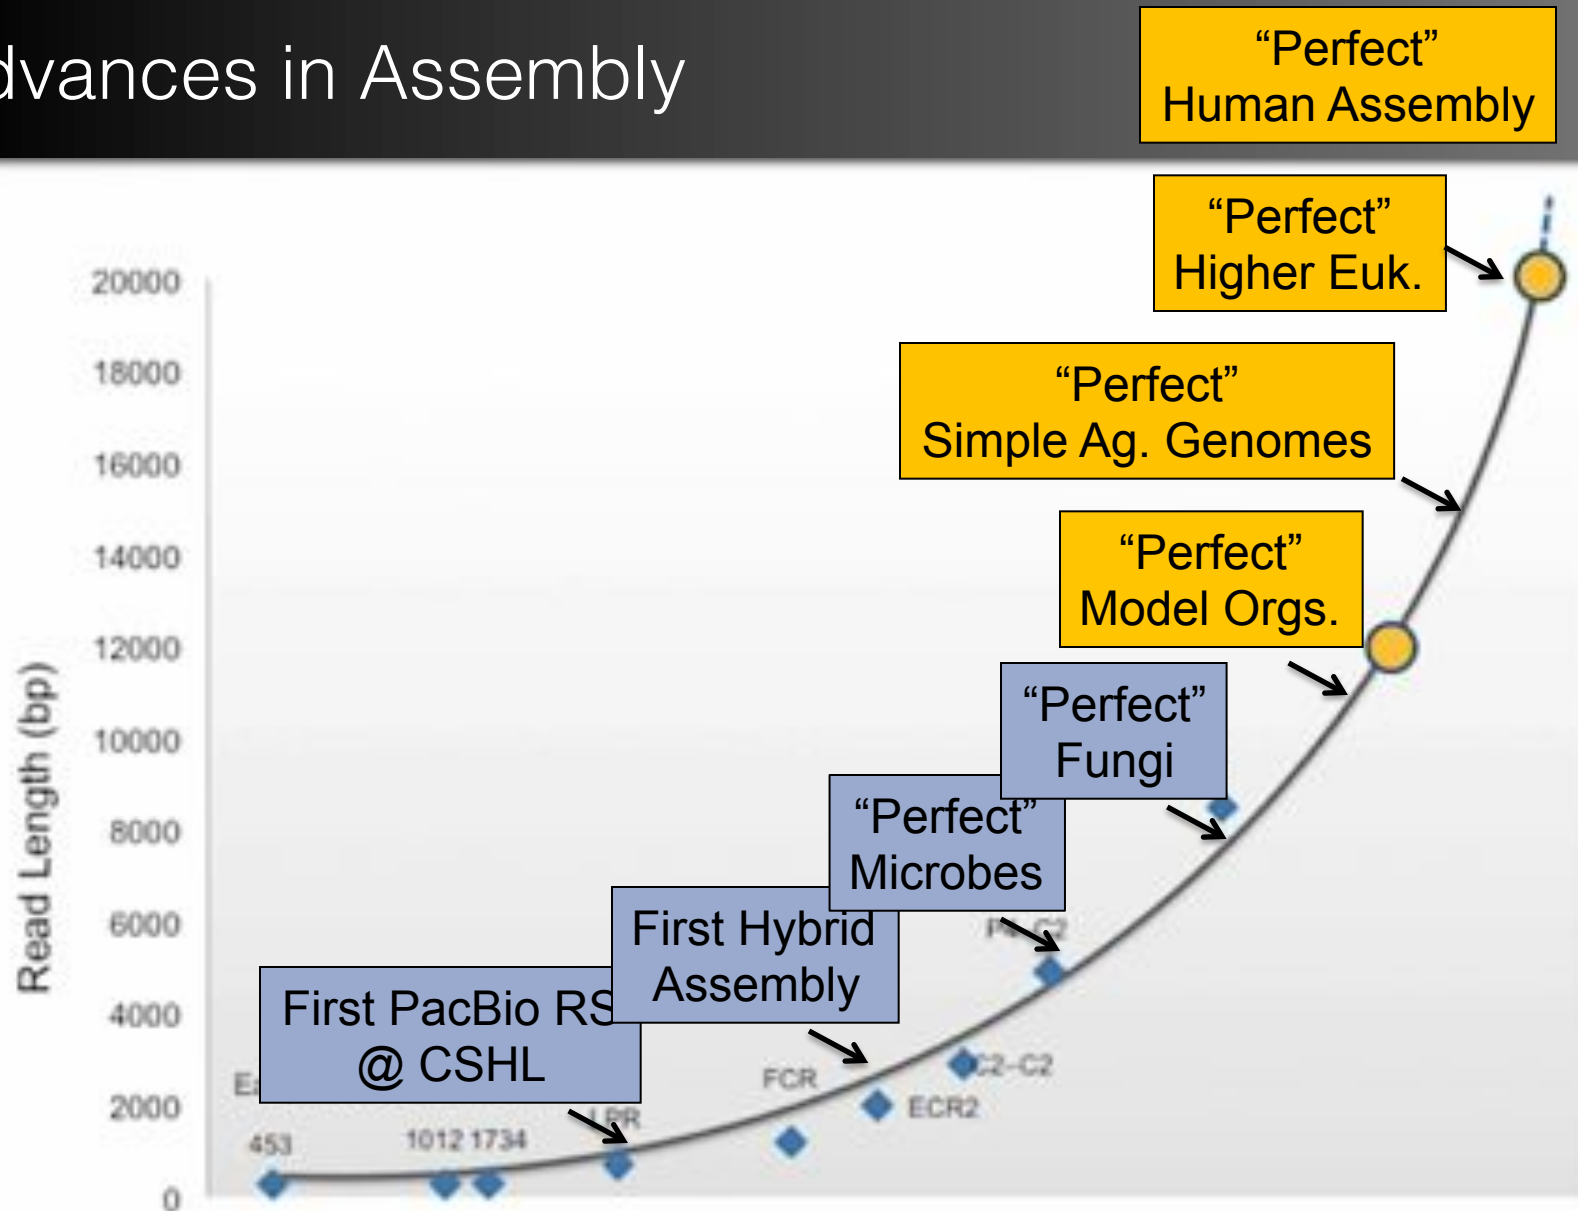 dvances in Assembly
“Perfect”
Human Assembly
“Perfect”
Higher Euk.
“Perfect”
Simple Ag. Genomes
“Perfect”
Model Orgs.
“Perfect”
Fungi
“Perfect”
Microbes
First Hybrid
Assembly
First PacBio RS
@ CSHL
Read Length (bp)
20000
18000
16000
14000
12000
10000
8000
6000
4000
2000
0
453
1012 1734
LPR
FCR
ECR2
C2–C2